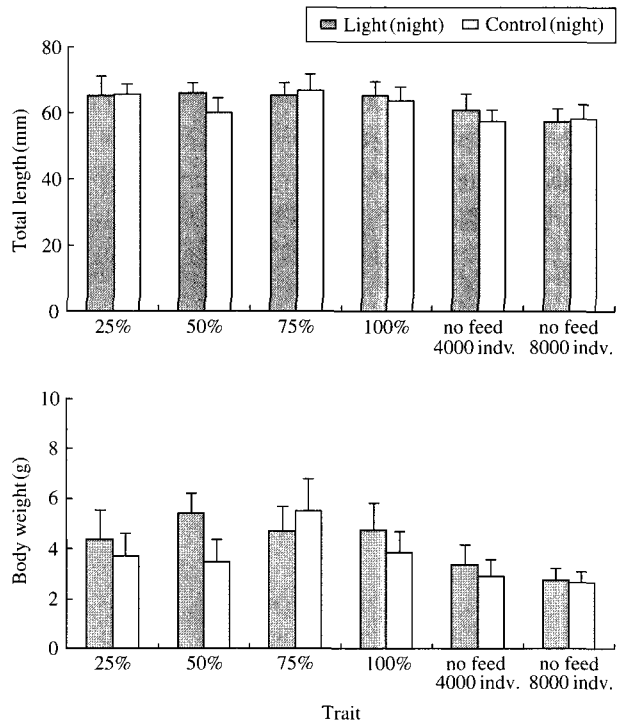 Light (night) Control (night)
80
60
40
20
0
Total length (mm)
25% 50% 75% 100% no feed no feed
4000 indv. 8000 indv.
10
8
6
4
2
0
Body weight (g)
25% 50% 75% 100% no feed no feed
4000 indv. 8000 indv.
Trait